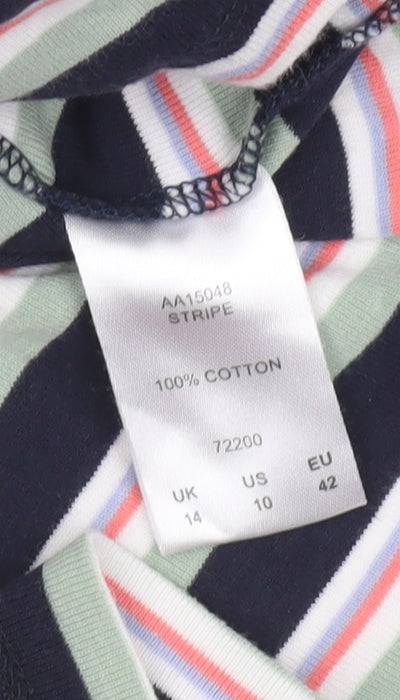 AA15048
STRIPE
100% COTTON
72200
UK US EU
14 10 42